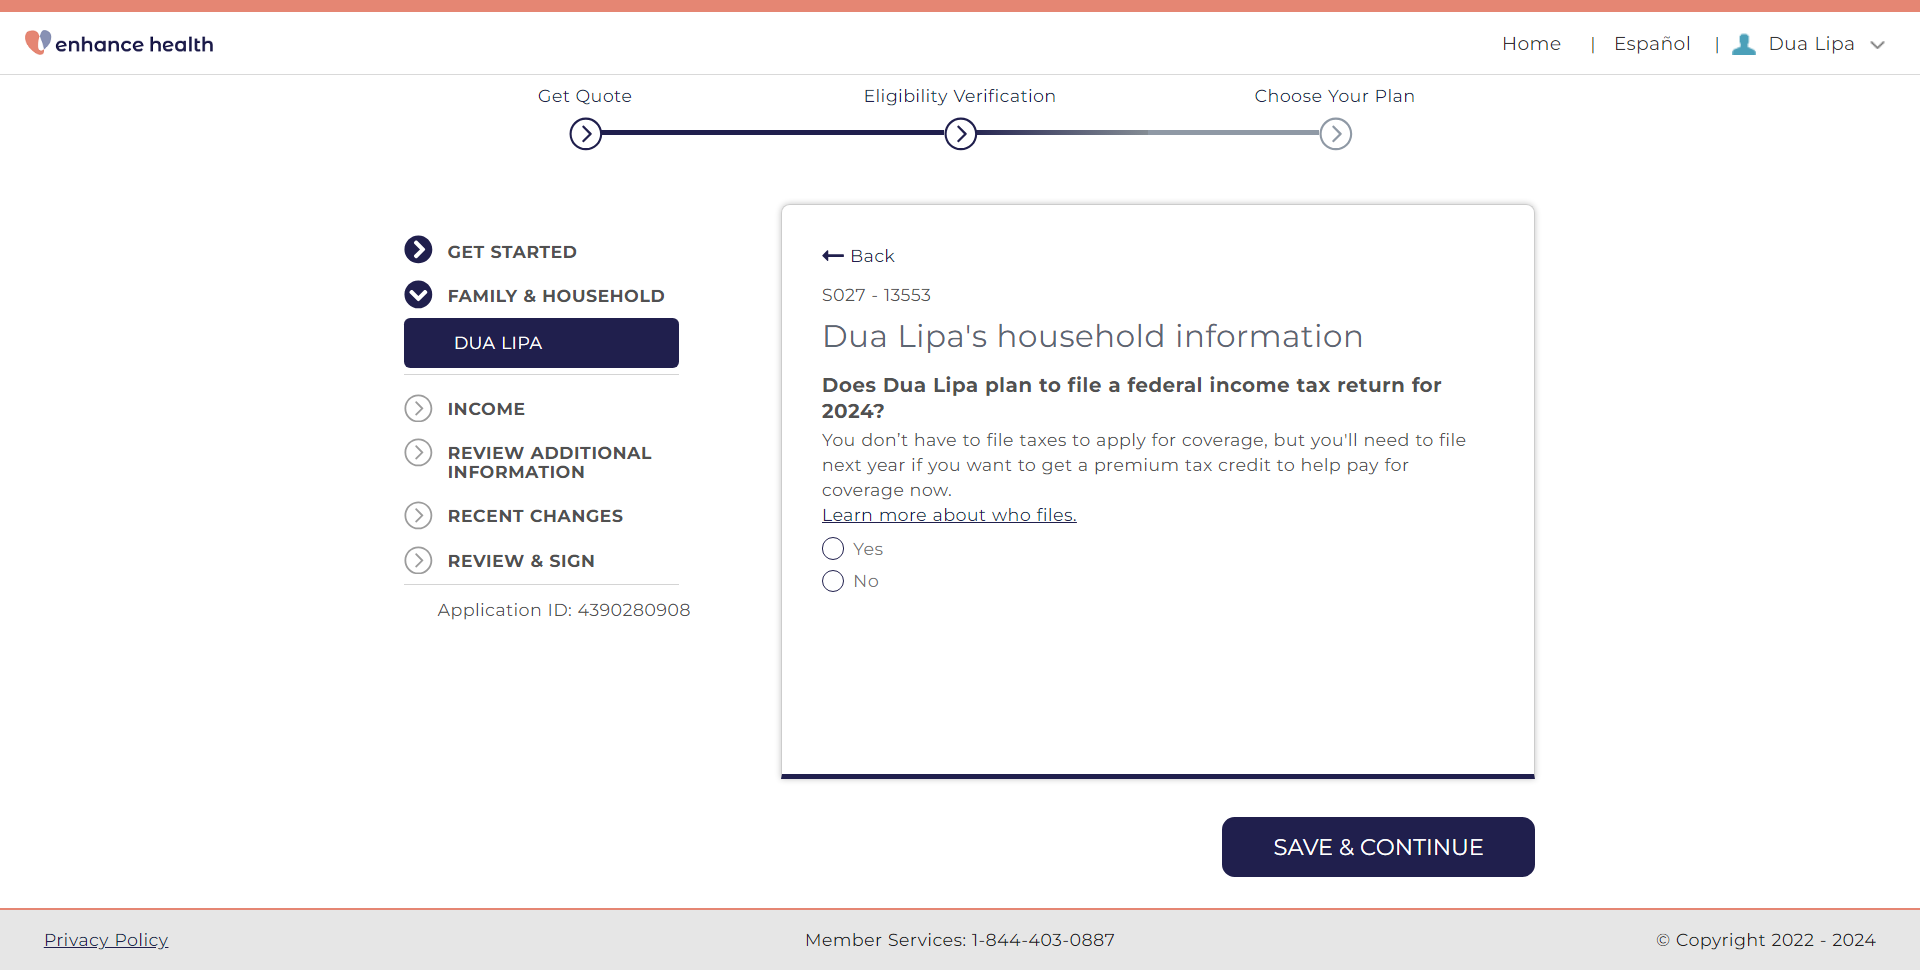 enhance health
Home | Español | Dua Lipa
Get Quote
Eligibility Verification
Choose Your Plan
GET STARTED
FAMILY & HOUSEHOLD
DUA LIPA
INCOME
REVIEW ADDITIONAL
INFORMATION
RECENT CHANGES
REVIEW & SIGN
Application ID: 4390280908
Back
S027 - 13553
Dua Lipa's household information
Does Dua Lipa plan to file a federal income tax return for
2024?
You don’t have to file taxes to apply for coverage, but you'll need to file
next year if you want to get a premium tax credit to help pay for
coverage now.
Learn more about who files.
Yes
No
SAVE & CONTINUE
Privacy Policy
Member Services: 1-844-403-0887
© Copyright 2022 - 2024